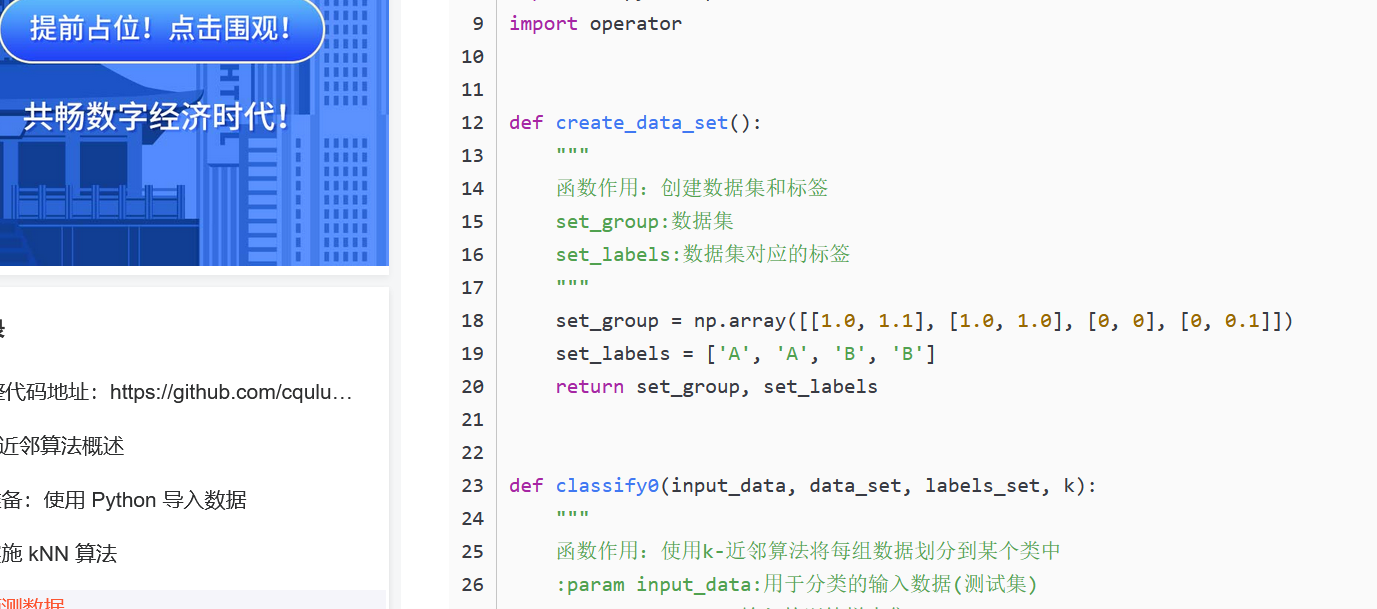 提前占位！点击围观！
共畅数字经济时代！
代码地址：https://github.com/cqulu…
近邻算法概述
备：使用 Python 导入数据
施 kNN 算法
测数据
9 import operator
10
11
12 def create_data_set():
13 """
14 函数作用：创建数据集和标签
15 set_group:数据集
16 set_labels:数据集对应的标签
17 """
18 set_group = np.array([[1.0, 1.1], [1.0, 1.0], [0, 0], [0, 0.1]])
19 set_labels = ['A', 'A', 'B', 'B']
20 return set_group, set_labels
21
22
23 def classify0(input_data, data_set, labels_set, k):
24 """
25 函数作用：使用k-近邻算法将每组数据划分到某个类中
26 :param input_data:用于分类的输入数据(测试集)